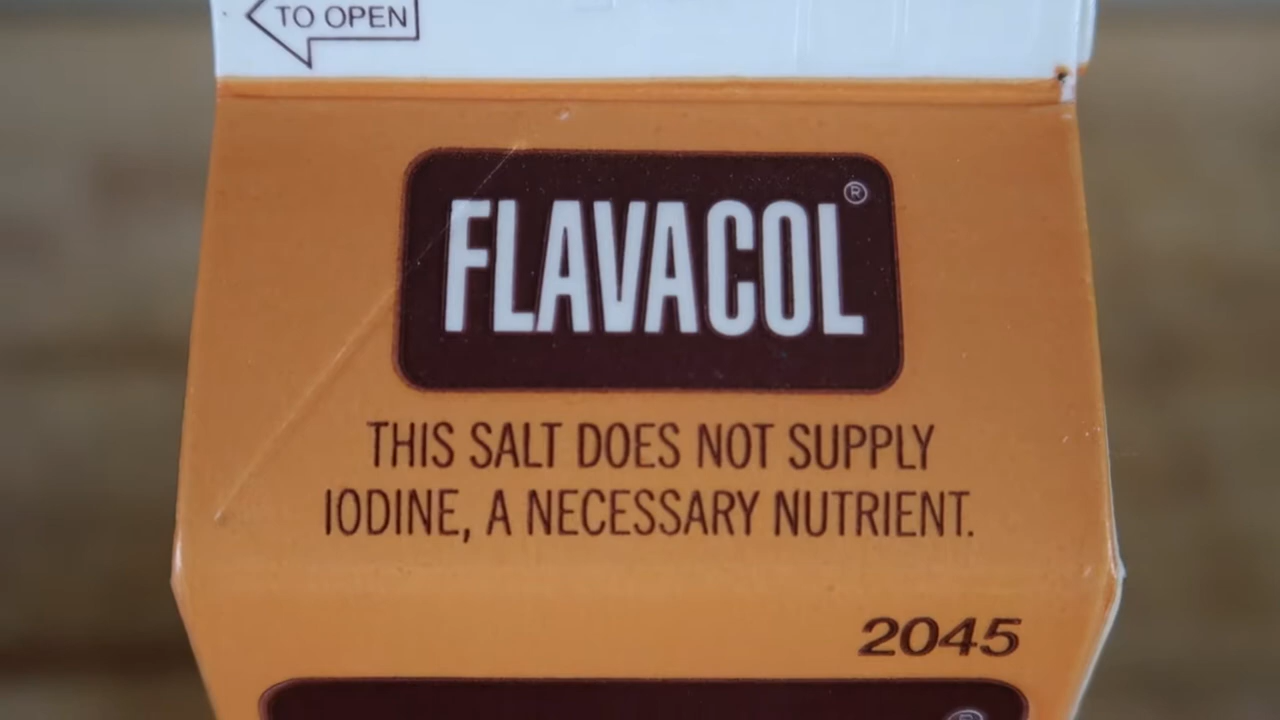 TO OPEN
FLAVACOL®
THIS SALT DOES NOT SUPPLY
IODINE, A NECESSARY NUTRIENT.
2045
®